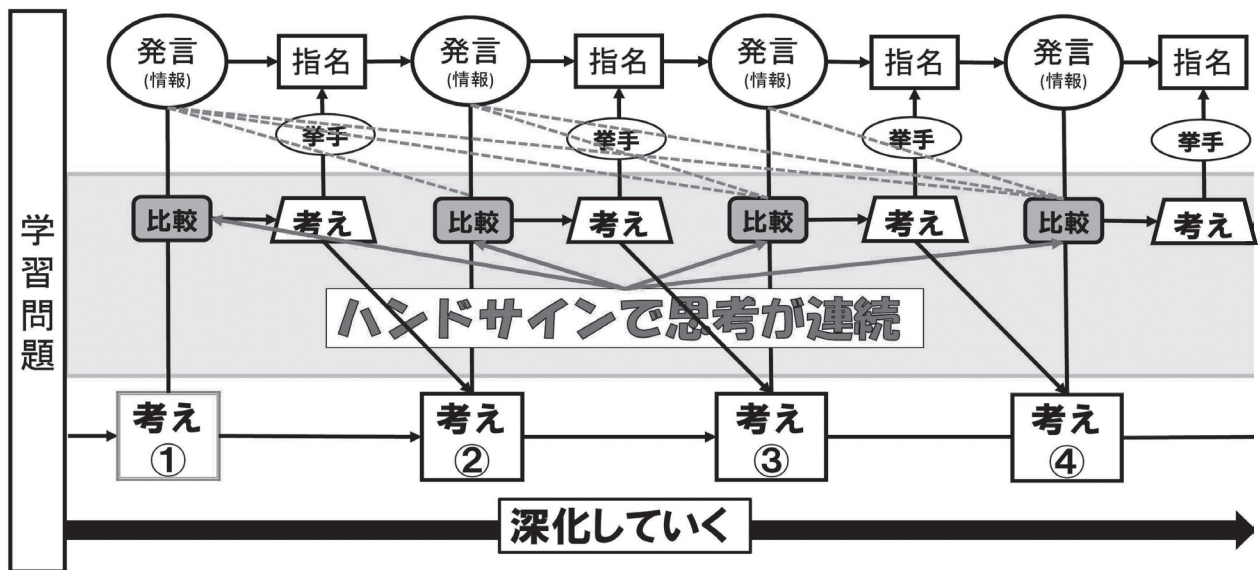 学習問題
発言
(情報)
指名
発言
(情報)
指名
発言
(情報)
指名
発言
(情報)
指名
挙手
挙手
挙手
挙手
比較
考え
比較
考え
比較
考え
比較
考え
ハンドサインで思考が連続
考え
①
考え
②
考え
③
考え
④
深化していく